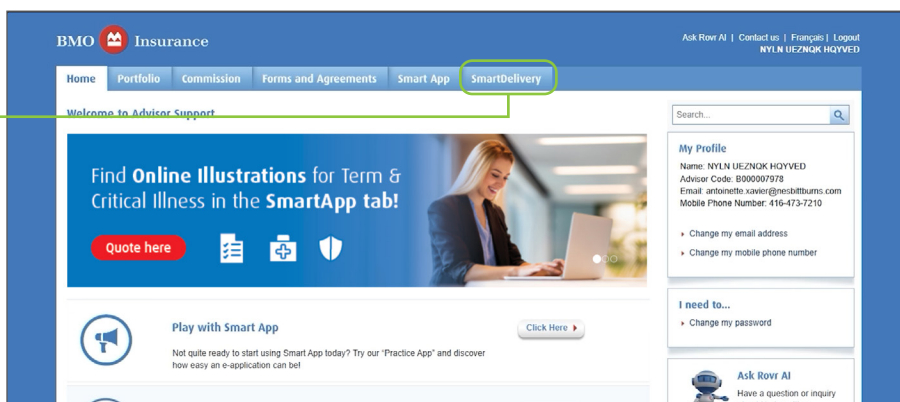 BMO Insurance
Ask Rovr AI | Contact us | Français | Logout
NYLN UEZNQK HQYVED
Home Portfolio Commission Forms and Agreements Smart App SmartDelivery
Welcome to Advisor Support
Search...
Find Online Illustrations for Term &
Critical Illness in the SmartApp tab!
Quote here
My Profile
Name: NYLN UEZNQK HQYVED
Advisor Code: B000007978
Email: antoinette.xavier@nesbittburns.com
Mobile Phone Number: 416-473-7210
Change my email address
Change my mobile phone number
Play with Smart App
Click Here
Not quite ready to start using Smart App today? Try our "Practice App" and discover
how easy an e-application can be!
I need to...
Change my password
Ask Rovr AI
Have a question or inquiry